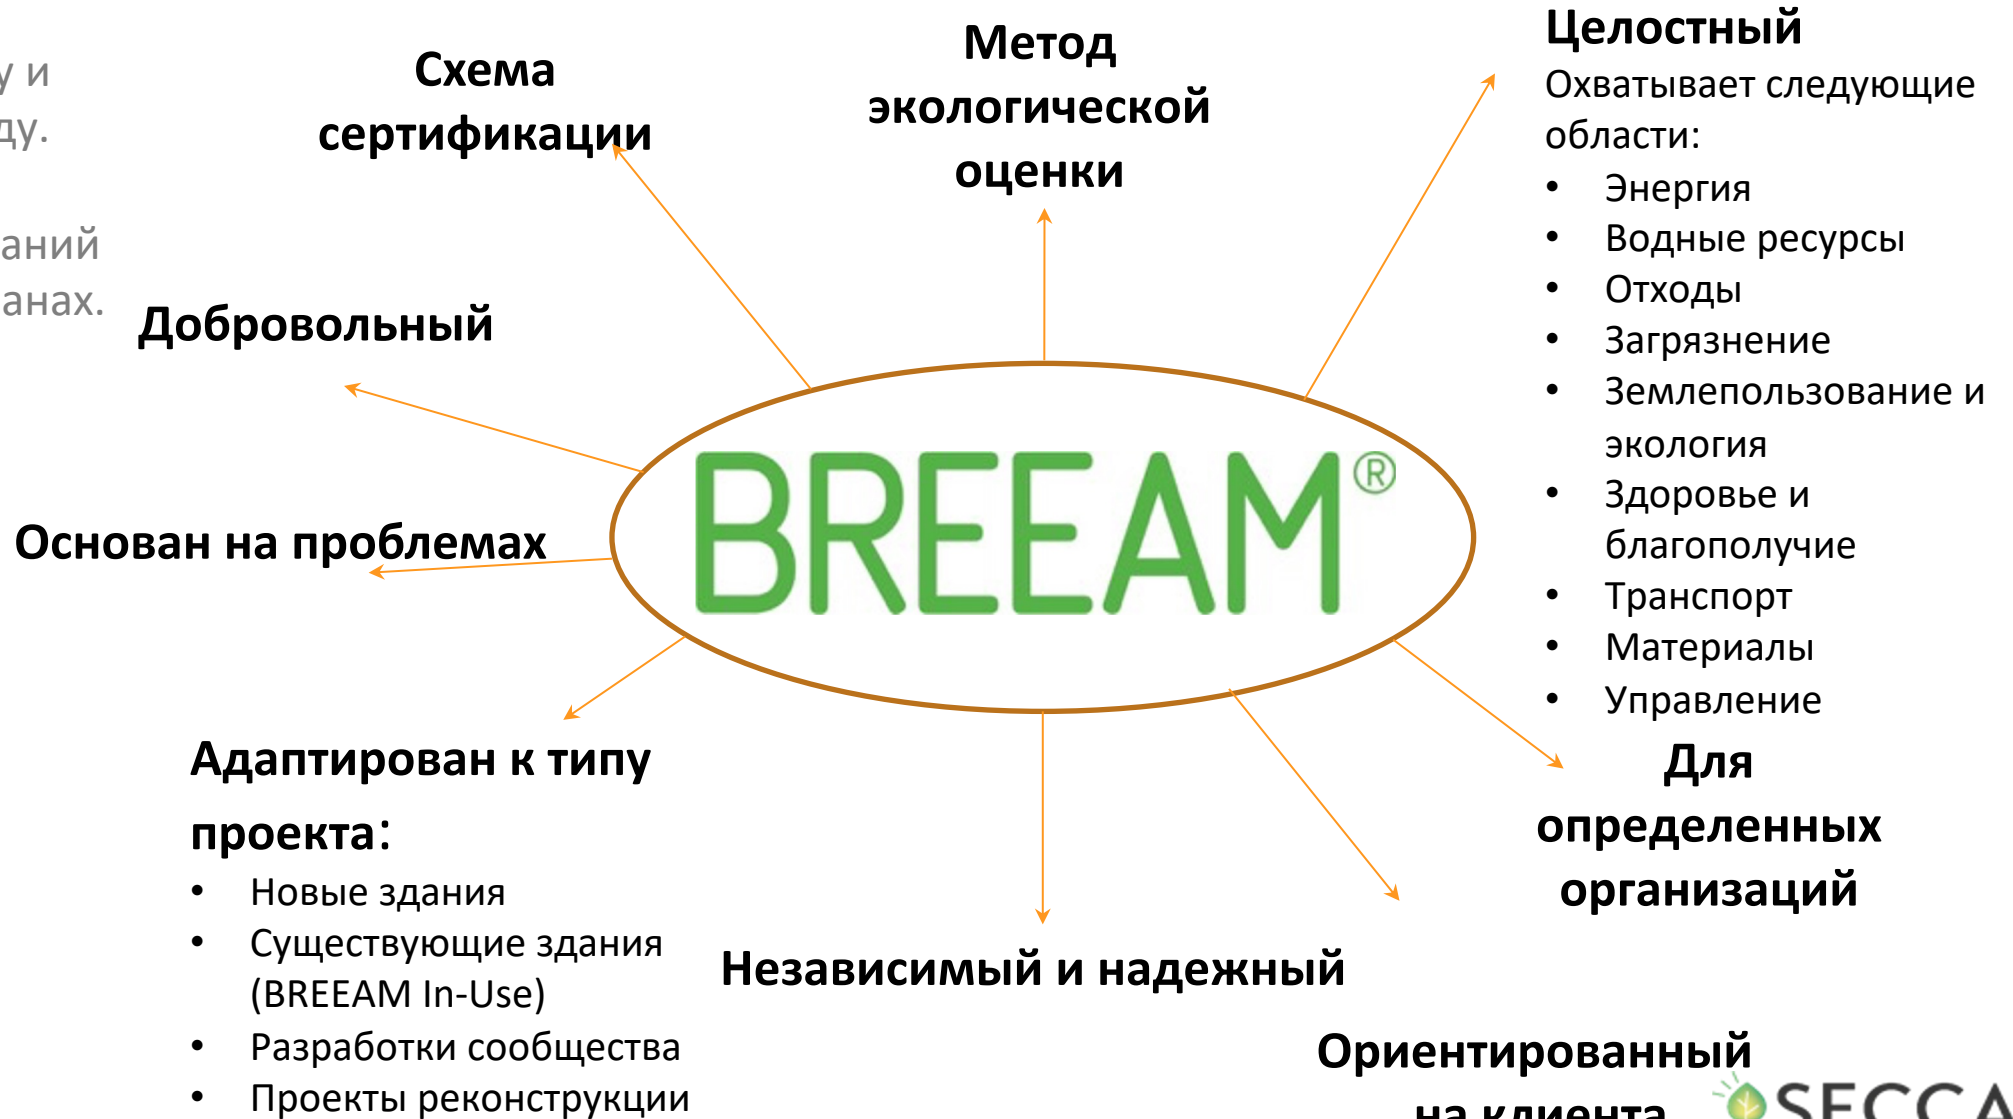 у и
ду.
аний
анах.
Схема
сертификации
Метод
экологической
оценки
Целостный
Охватывает следующие
области:
• Энергия
• Водные ресурсы
• Отходы
• Загрязнение
• Землепользование и
экология
• Здоровье и
благополучие
• Транспорт
• Материалы
• Управление
Добровольный
Основан на проблемах
BREEAM®
Адаптирован к типу
проекта:
• Новые здания
• Существующие здания
(BREEAM In-Use)
• Разработки сообщества
• Проекты реконструкции
Независимый и надежный
Для
определенных
организаций
Ориентированный
на клиента
SECCA